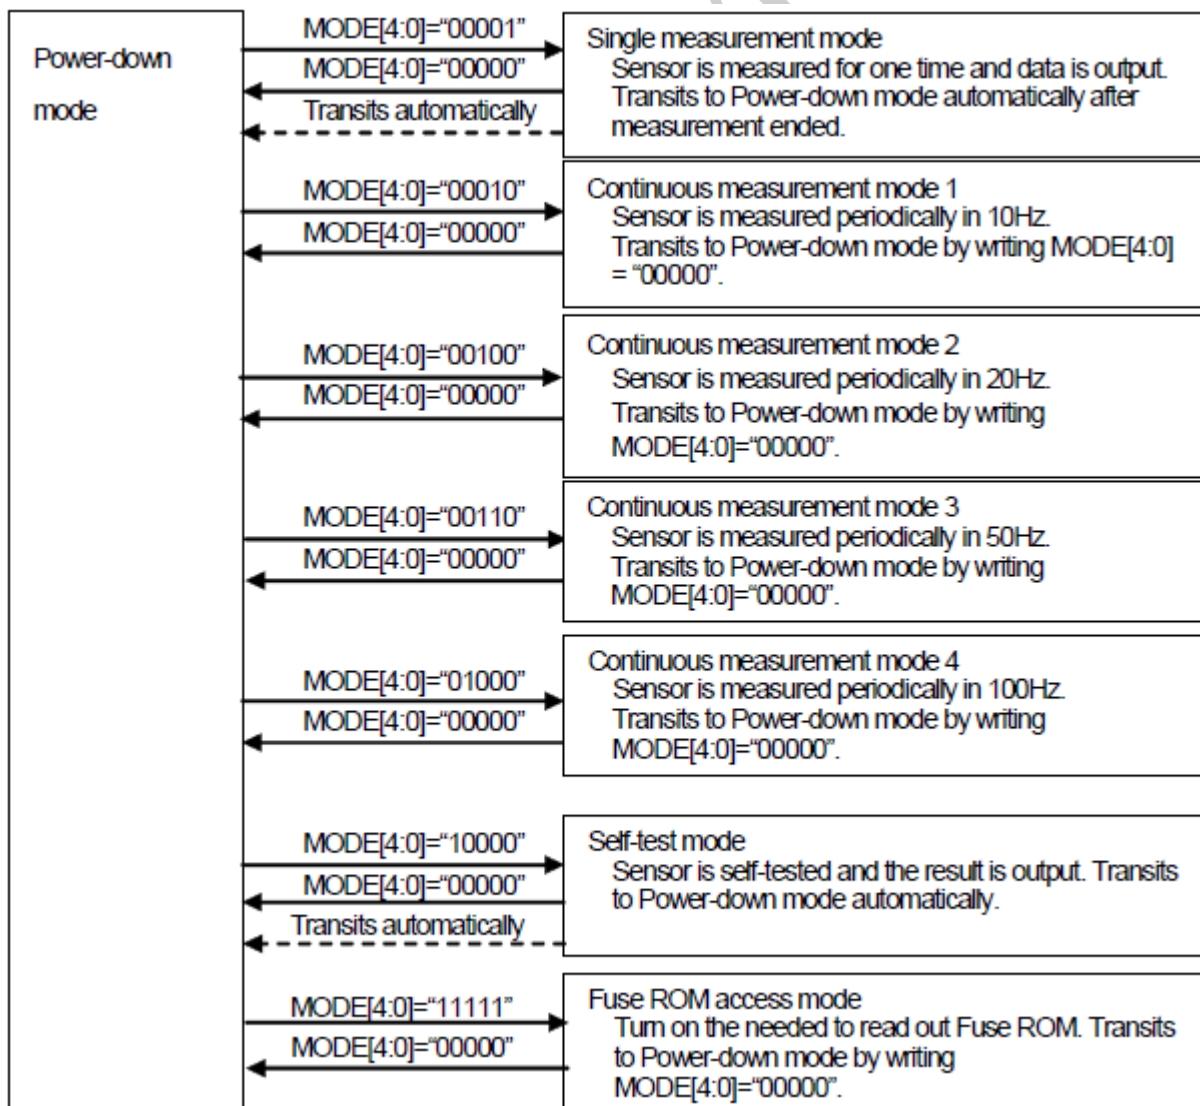 Power-down
mode
MODE[4:0]=“00001”
MODE[4:0]=“00000”
Transits automatically
Single measurement mode
Sensor is measured for one time and data is output.
Transits to Power-down mode automatically after
measurement ended.
MODE[4:0]=“00010”
MODE[4:0]=“00000”
Continuous measurement mode 1
Sensor is measured periodically in 10Hz.
Transits to Power-down mode by writing MODE[4:0]
= “00000”.
MODE[4:0]=“00100”
MODE[4:0]=“00000”
Continuous measurement mode 2
Sensor is measured periodically in 20Hz.
Transits to Power-down mode by writing
MODE[4:0]=“00000”.
MODE[4:0]=“00110”
MODE[4:0]=“00000”
Continuous measurement mode 3
Sensor is measured periodically in 50Hz.
Transits to Power-down mode by writing
MODE[4:0]=“00000”.
MODE[4:0]=“01000”
MODE[4:0]=“00000”
Continuous measurement mode 4
Sensor is measured periodically in 100Hz.
Transits to Power-down mode by writing
MODE[4:0]=“00000”.
MODE[4:0]=“10000”
MODE[4:0]=“00000”
Transits automatically
Self-test mode
Sensor is self-tested and the result is output. Transits
to Power-down mode automatically.
MODE[4:0]=“11111”
MODE[4:0]=“00000”
Fuse ROM access mode
Turn on the needed to read out Fuse ROM. Transits
to Power-down mode by writing
MODE[4:0]=“00000”.